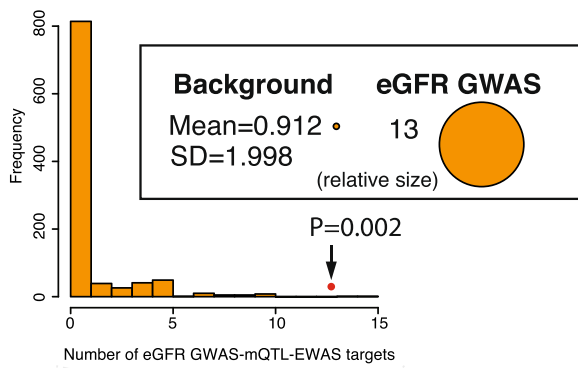 Frequency
0
200
400
600
800
Background
eGFR GWAS
Mean=0.912
13
SD=1.998
(relative size)
P=0.002
0
5
10
15
Number of eGFR GWAS-mQTL-EWAS targets